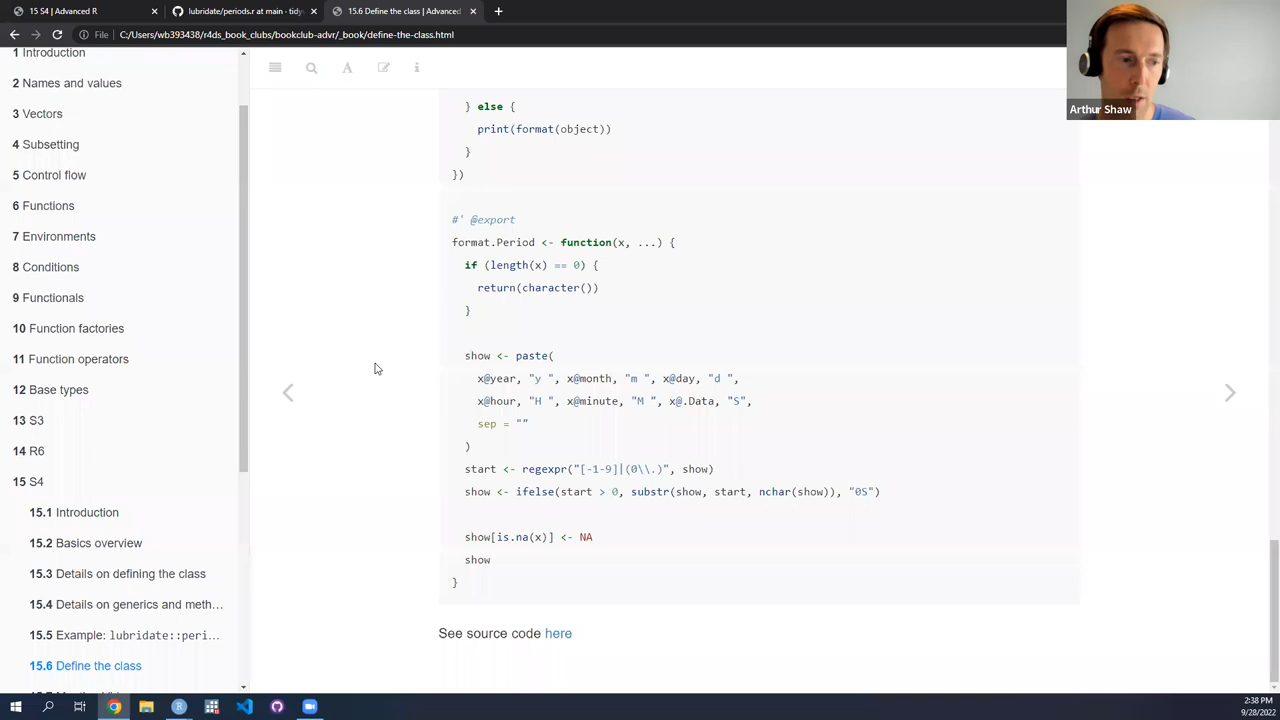 15 S4 | Advanced R
lubridate/periods.r at main · tidy
15.6 Define the class | Advanced
File
C:/Users/wb393438/r4ds_book_clubs/bookclub-advr/_book/define-the-class.html
1 Introduction
2 Names and values
3 Vectors
4 Subsetting
5 Control flow
6 Functions
7 Environments
8 Conditions
9 Functionals
10 Function factories
11 Function operators
12 Base types
13 S3
14 R6
15 S4
15.1 Introduction
15.2 Basics overview
15.3 Details on defining the class
15.4 Details on generics and meth...
15.5 Example: lubridate::peri...
15.6 Define the class
} else {
print(format(object))
}
})
#' @export
format.Period <- function(x, ...) {
if (length(x) == 0) {
return(character())
}
show <- paste(
x@year, "y ", x@month, "m ", x@day, "d ",
x@hour, "H ", x@minute, "M ", x@.Data, "S",
sep = ""
)
start <- regexpr("[-1-9]|(0\\.)", show)
show <- ifelse(start > 0, substr(show, start, nchar(show)), "0S")
show[is.na(x)] <- NA
show
}
See source code here
Arthur Shaw
2:38 PM
9/28/2022